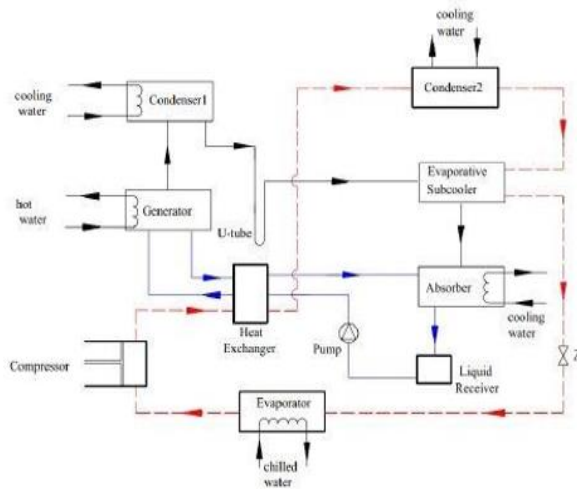 cooling
water
Condenser2
cooling
water
Condenser1
Evaporative
Subcooler
hot
water
Generator
U-tube
Absorber
cooling
water
Heat
Exchanger
Pump
Compressor
Liquid
Receiver
Evaporator
chilled
water